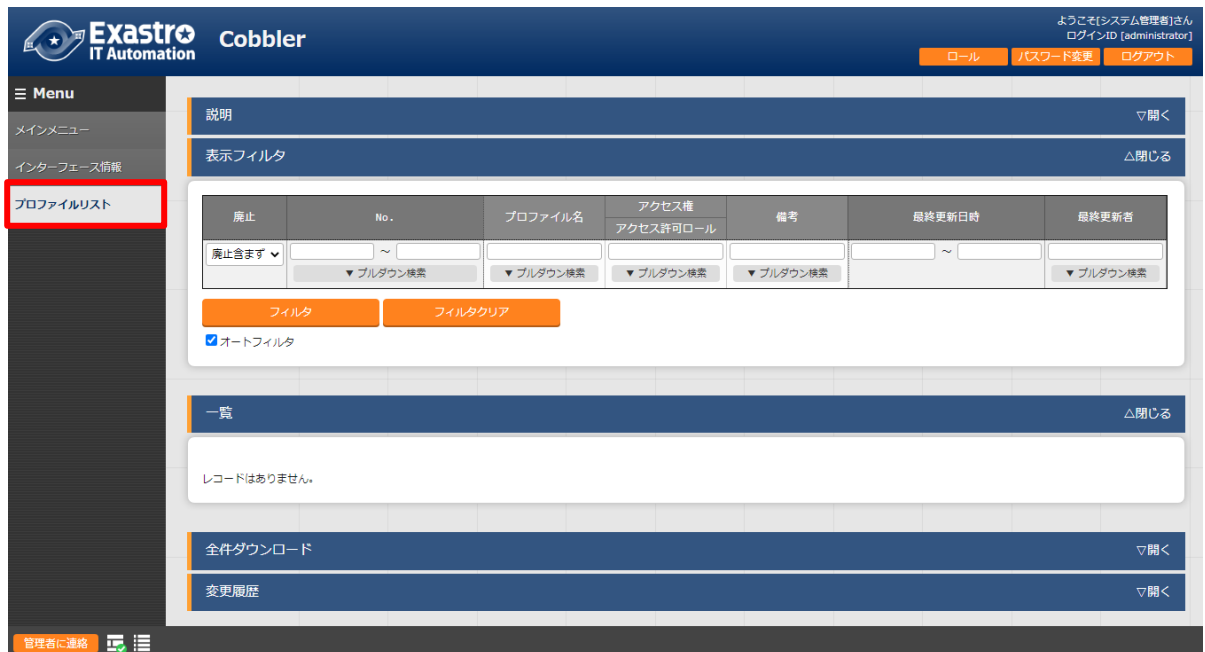 Exastro
IT Automation
Cobbler
ようこそ[システム管理者]さん
ログインID [administrator]
ロール パスワード変更 ログアウト
☰ Menu
メインメニュー
インターフェース情報
プロファイルリスト
説明 ▽開く
表示フィルタ △閉じる
廃止 No. プロファイル名 アクセス権 備考 最終更新日時 最終更新者
アクセス許可ロール
廃止含まず ～ ～
▼ プルダウン検索 ▼ プルダウン検索 ▼ プルダウン検索 ▼ プルダウン検索 ▼ プルダウン検索
フィルタ フィルタクリア
オートフィルタ
一覧 △閉じる
レコードはありません。
全件ダウンロード ▽開く
変更履歴 ▽開く
管理者に連絡